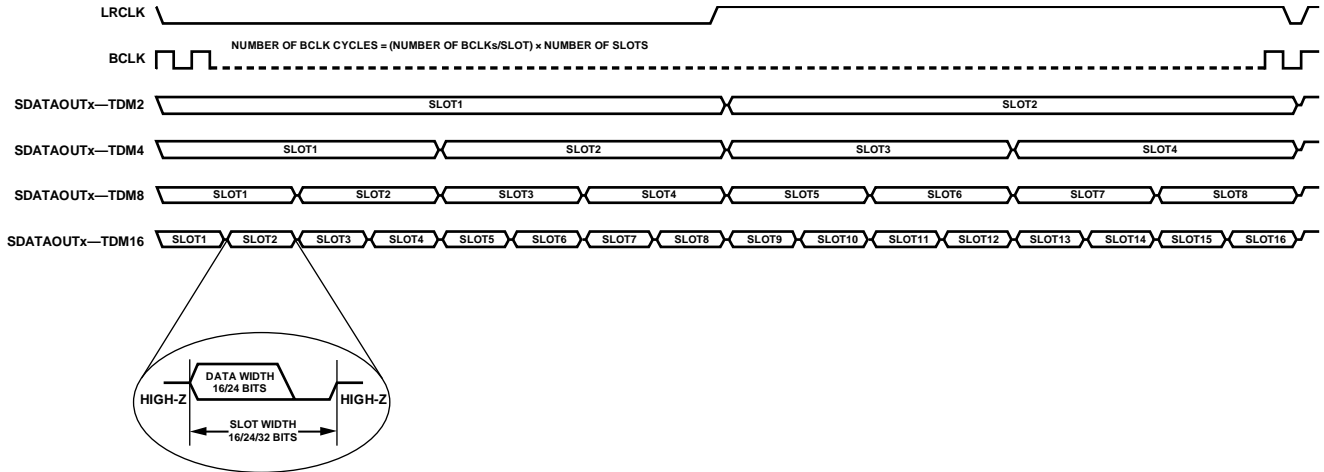 LRCLK
BCLK
NUMBER OF BCLK CYCLES = (NUMBER OF BCLKs/SLOT) × NUMBER OF SLOTS
SDATAOUTx—TDM2
SLOT1 SLOT2
SDATAOUTx—TDM4
SLOT1 SLOT2 SLOT3 SLOT4
SDATAOUTx—TDM8
SLOT1 SLOT2 SLOT3 SLOT4 SLOT5 SLOT6 SLOT7 SLOT8
SDATAOUTx—TDM16
SLOT1 SLOT2 SLOT3 SLOT4 SLOT5 SLOT6 SLOT7 SLOT8 SLOT9 SLOT10 SLOT11 SLOT12 SLOT13 SLOT14 SLOT15 SLOT16
DATA WIDTH
16/24 BITS
HIGH-Z HIGH-Z
SLOT WIDTH
16/24/32 BITS